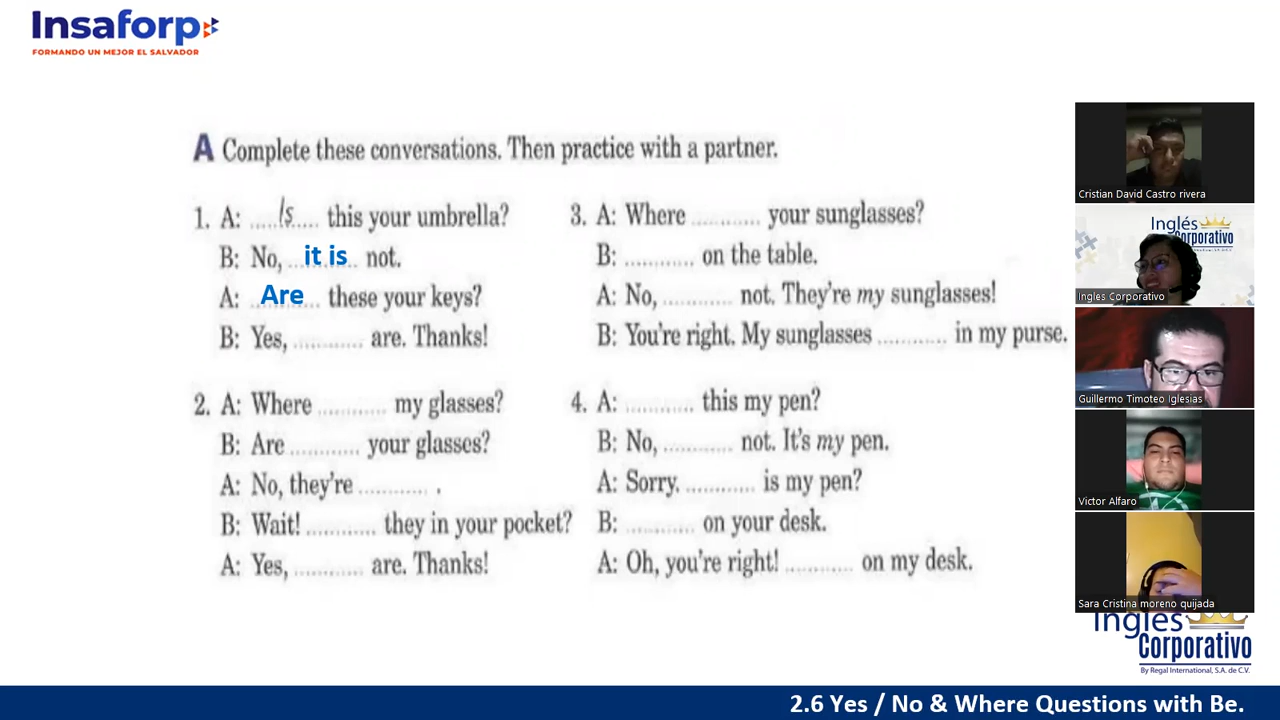 Insaforp
FORMANDO UN MEJOR EL SALVADOR
A Complete these conversations. Then practice with a partner.
1. A: .....Is..... this your umbrella?
B: No, ... it is ... not.
A: . Are ... these your keys?
B: Yes, ............ are. Thanks!
2. A: Where ............ my glasses?
B: Are ............ your glasses?
A: No, they're ............ .
B: Wait! ............ they in your pocket?
A: Yes, ............ are. Thanks!
3. A: Where ............ your sunglasses?
B: ............ on the table.
A: No, ............ not. They're my sunglasses!
B: You're right. My sunglasses ............ in my purse.
4. A: ............ this my pen?
B: No, ............ not. It's my pen.
A: Sorry. ............ is my pen?
B: ............ on your desk.
A: Oh, you're right! ............ on my desk.
Cristian David Castro rivera
Inglés
Corporativo
Ingles Corporativo
Guillermo Timoteo Iglesias
Victor Alfaro
Sara Cristina moreno quijada
Inglés
Corporativo
By Regal International, S.A. de C.V.
2.6 Yes / No & Where Questions with Be.